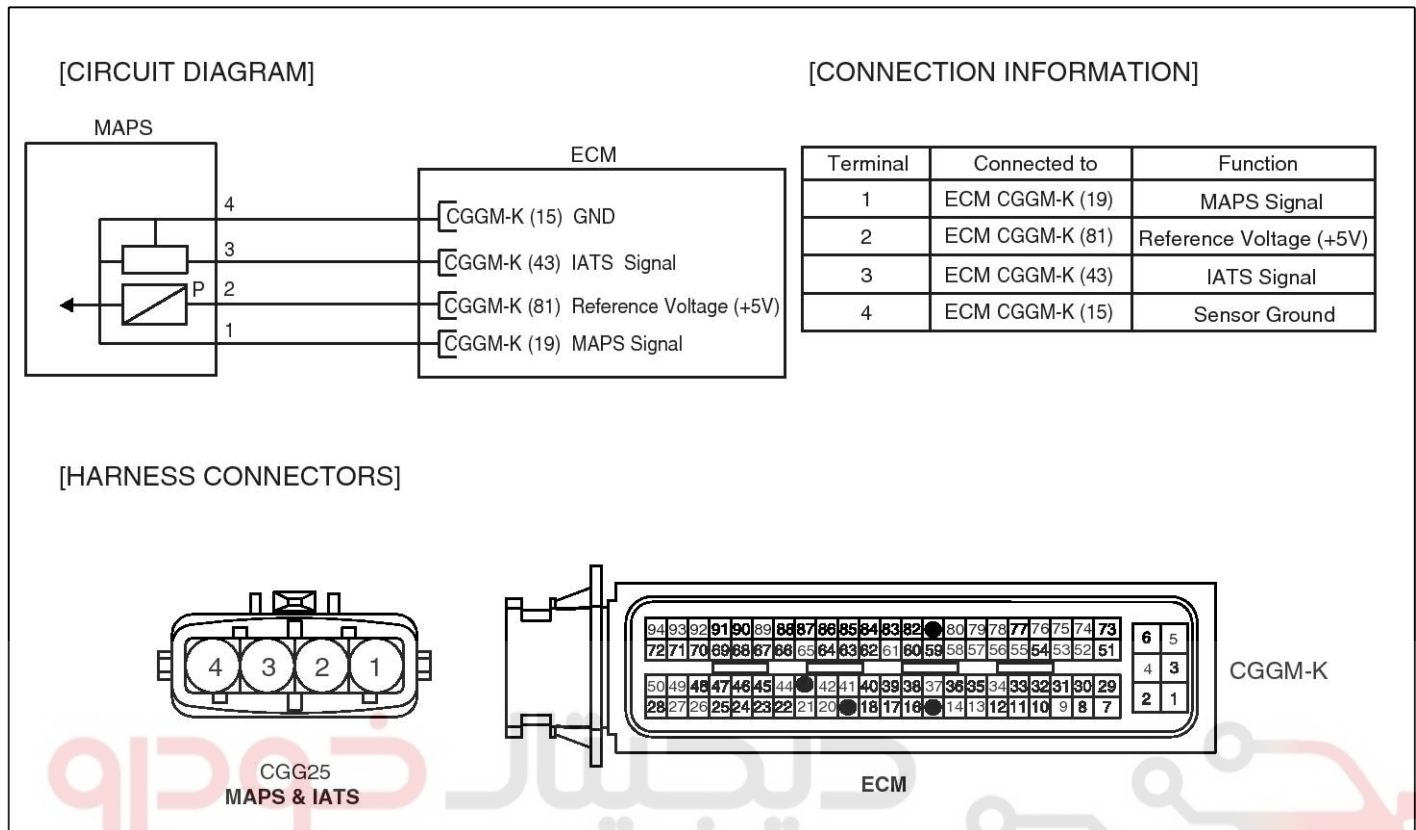 [CIRCUIT DIAGRAM]
MAPS
ECM
4
CGGM-K (15) GND
3
CGGM-K (43) IATS Signal
P
2
CGGM-K (81) Reference Voltage (+5V)
1
CGGM-K (19) MAPS Signal
[CONNECTION INFORMATION]
Terminal Connected to Function
1 ECM CGGM-K (19) MAPS Signal
2 ECM CGGM-K (81) Reference Voltage (+5V)
3 ECM CGGM-K (43) IATS Signal
4 ECM CGGM-K (15) Sensor Ground
[HARNESS CONNECTORS]
4 3 2 1
CGG25
MAPS & IATS
94 93 92 91 90 89 88 87 86 85 84 83 82 80 79 78 77 76 75 74 73
72 71 70 69 68 67 66 65 64 63 62 61 60 59 58 57 56 55 54 53 52 51
50 49 48 47 46 45 44 42 41 40 39 38 37 36 35 34 33 32 31 30 29
28 27 26 25 24 23 22 21 20 18 17 16 14 13 12 11 10 9 8 7
6 5
4 3
2 1
CGGM-K
ECM
دیجیتال خودرو